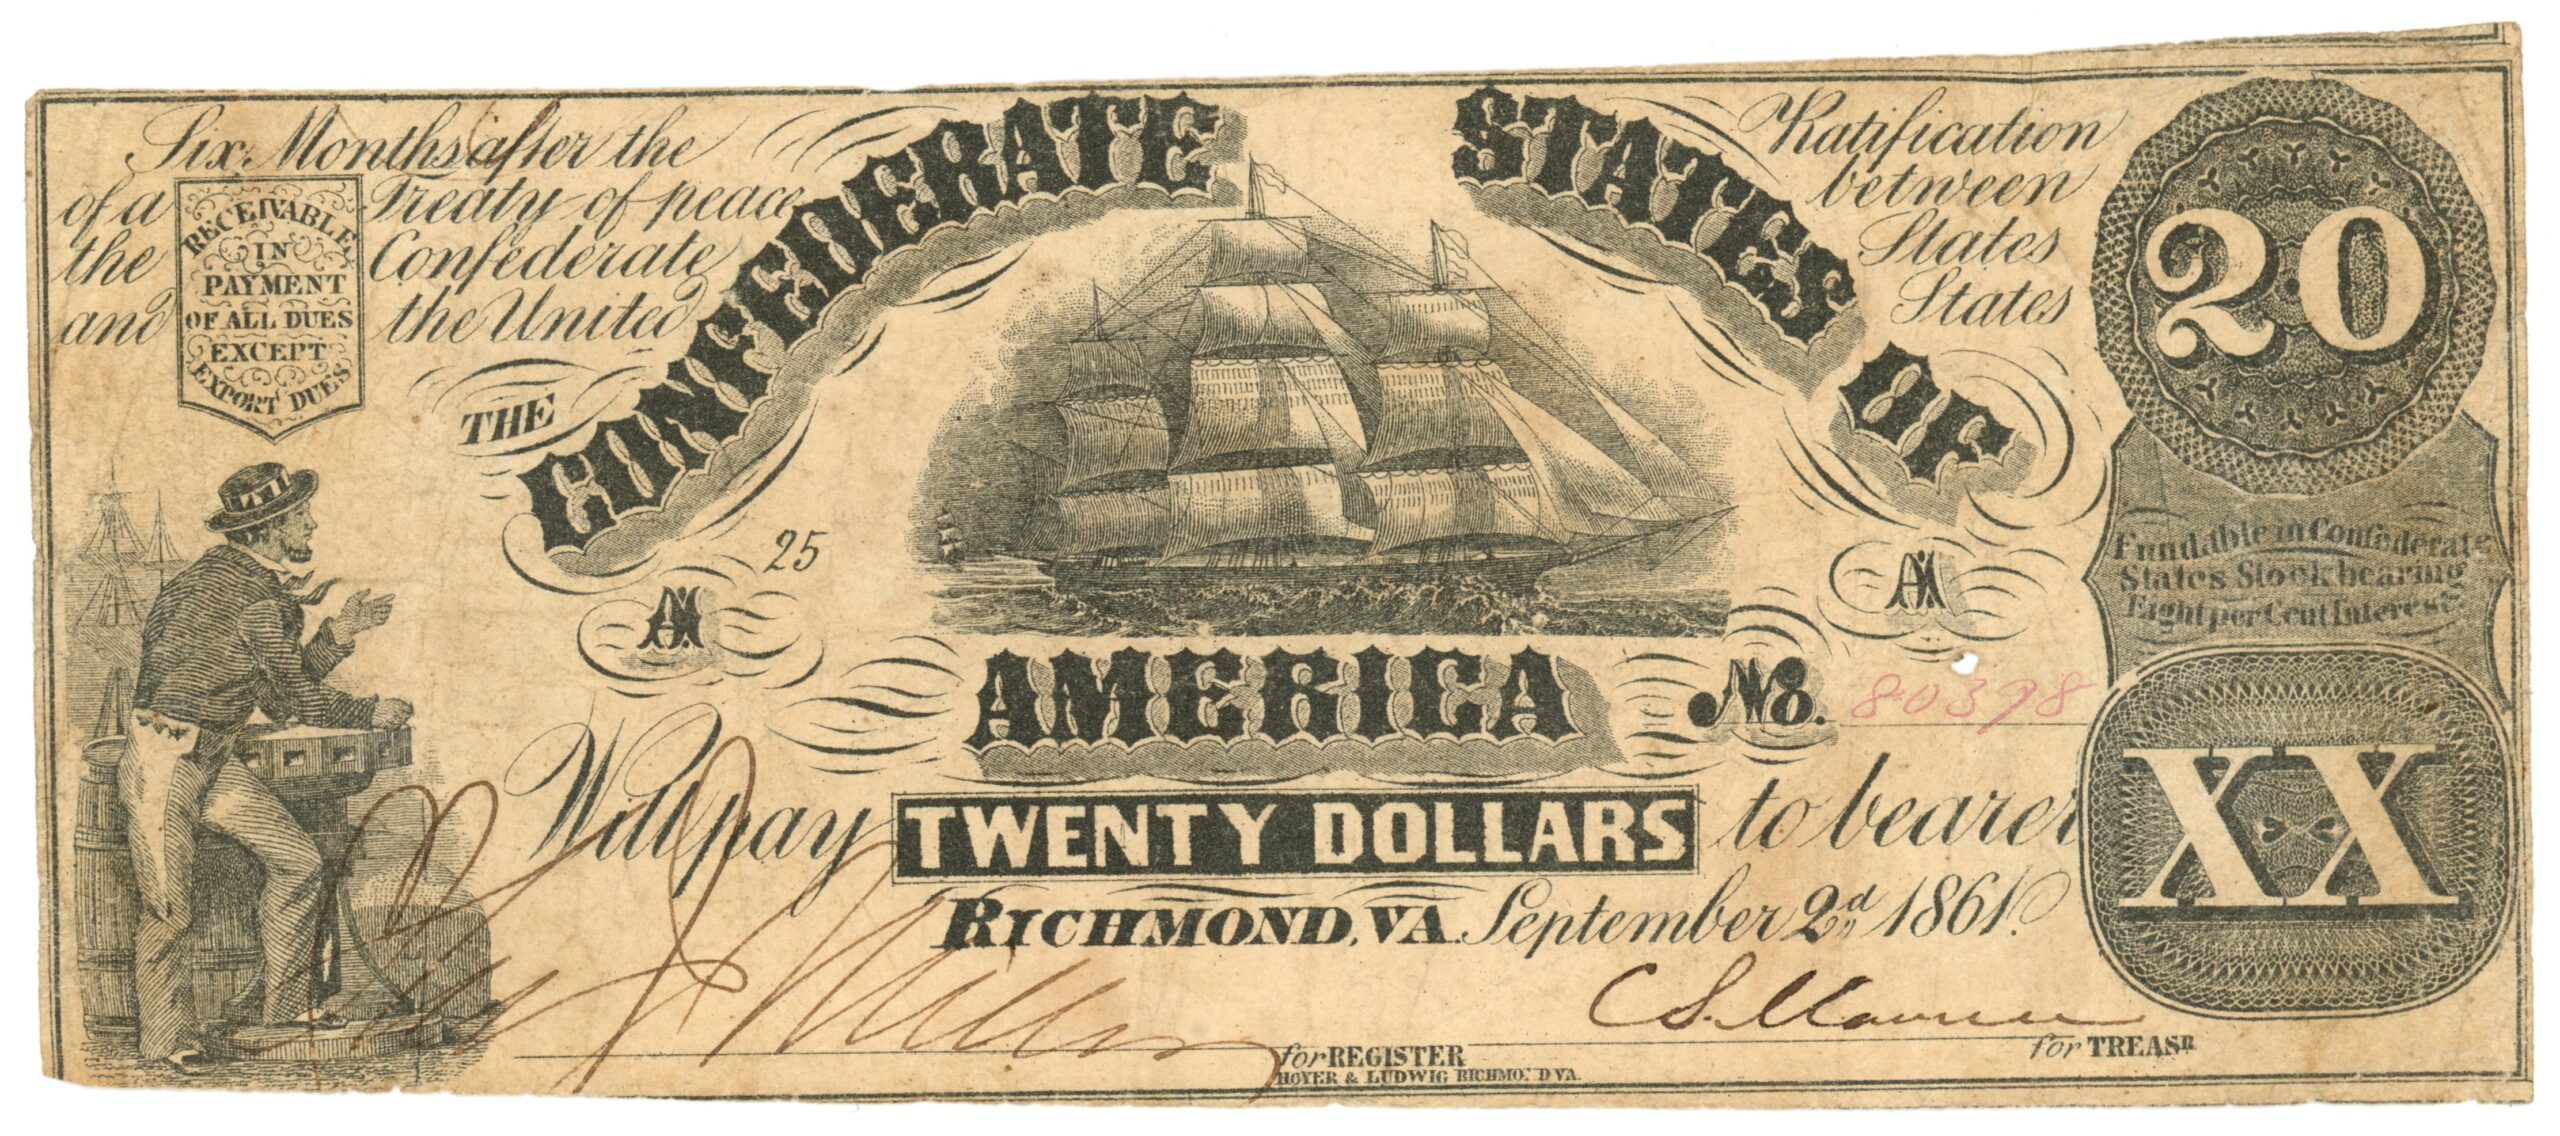 Six Months after the Ratification
of a Treaty of peace between
the Confederate States
and the United States
RECEIVABLE
IN
PAYMENT
OF ALL DUES
EXCEPT
EXPORT DUES
THE CONFEDERATE STATES OF
AMERICA
25
A1.
A1.
No. 80398
Will pay TWENTY DOLLARS to bearer
RICHMOND, VA. September 2d 1861.
for REGISTER
for TREASR
HOYER & LUDWIG RICHMOND VA
20
Fundable in Confederate
States Stock bearing
Eight per Cent Interest.
XX